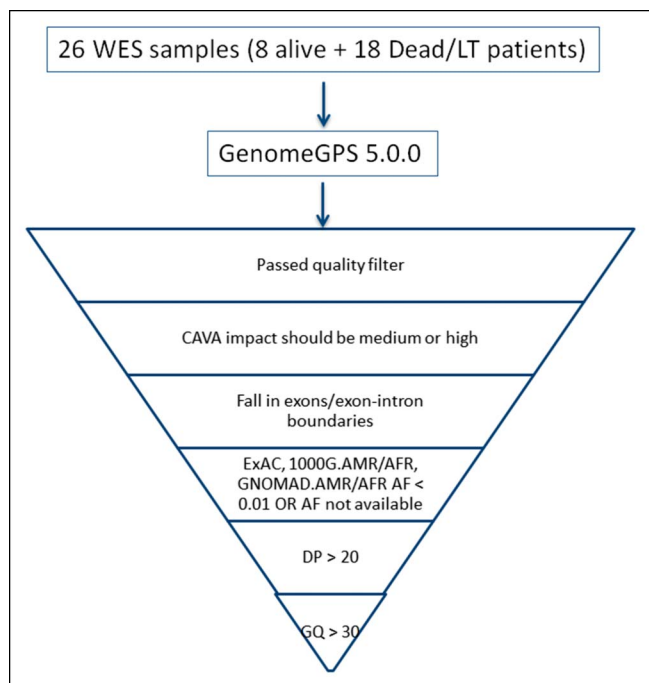 26 WES samples (8 alive + 18 Dead/LT patients)
GenomeGPS 5.0.0
Passed quality filter
CAVA impact should be medium or high
Fall in exons/exon-intron
boundaries
ExAC, 1000G.AMR/AFR,
GNOMAD.AMR/AFR AF <
0.01 OR AF not available
DP > 20
GQ > 30